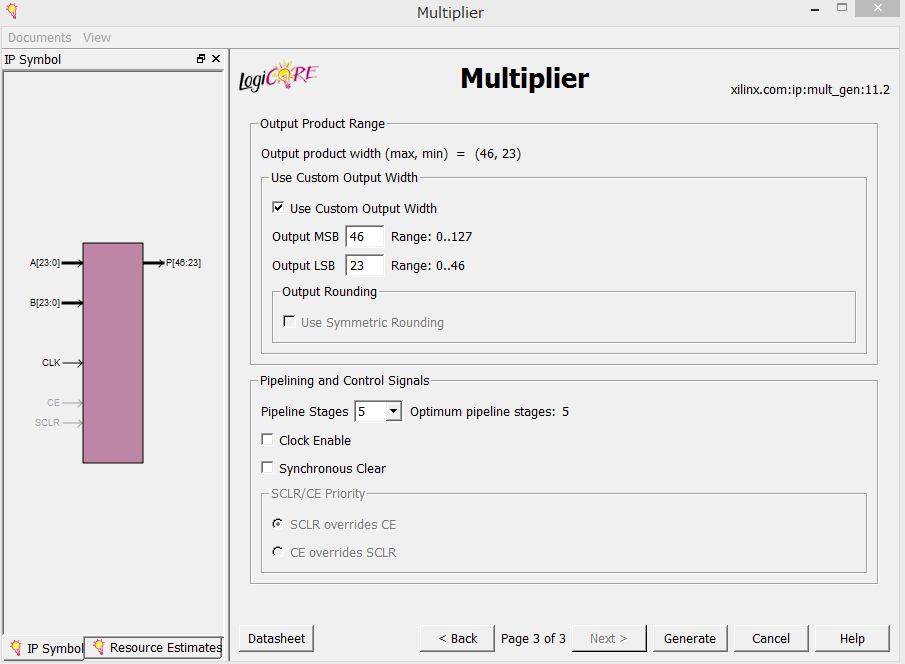 Multiplier
Documents View
IP Symbol
LogiCORE
Multiplier
xilinx.com:ip:mult_gen:11.2
A[23:0]
P[46:23]
B[23:0]
CLK
CE
SCLR
Output Product Range
Output product width (max, min) = (46, 23)
Use Custom Output Width
Use Custom Output Width
Output MSB 46 Range: 0..127
Output LSB 23 Range: 0..46
Output Rounding
Use Symmetric Rounding
Pipelining and Control Signals
Pipeline Stages 5 Optimum pipeline stages: 5
Clock Enable
Synchronous Clear
SCLR/CE Priority
SCLR overrides CE
CE overrides SCLR
IP Symbol Resource Estimates
Datasheet < Back Page 3 of 3 Next > Generate Cancel Help